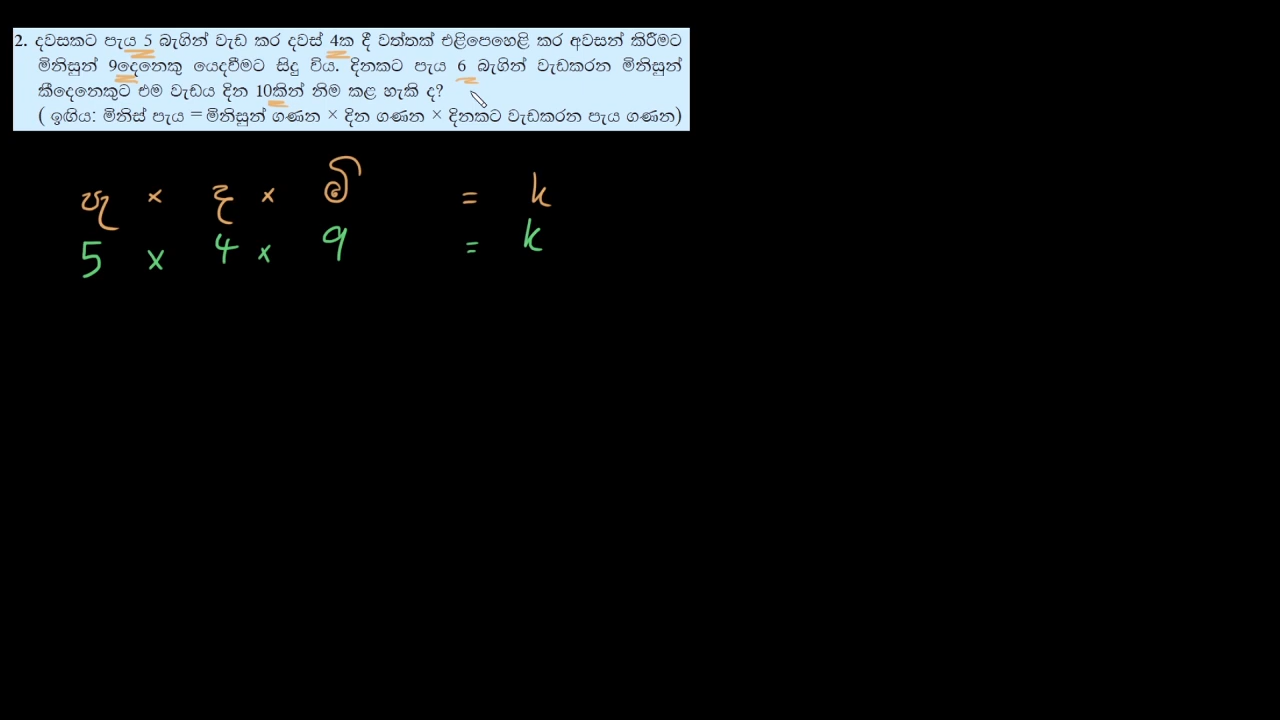 2. දවසකට පැය 5 බැගින් වැඩ කර දවස් 4ක දී වත්තක් එළිපෙහෙළි කර අවසන් කිරීමට
මිනිසුන් 9දෙනෙකු යෙදවීමට සිදු විය. දිනකට පැය 6 බැගින් වැඩකරන මිනිසුන්
කීදෙනෙකුට එම වැඩය දින 10කින් නිම කළ හැකි ද?
( ඉඟිය: මිනිස් පැය = මිනිසුන් ගණන × දින ගණන × දිනකට වැඩකරන පැය ගණන)
පැ × ද × මි = k
5 × 4 × 9 = k